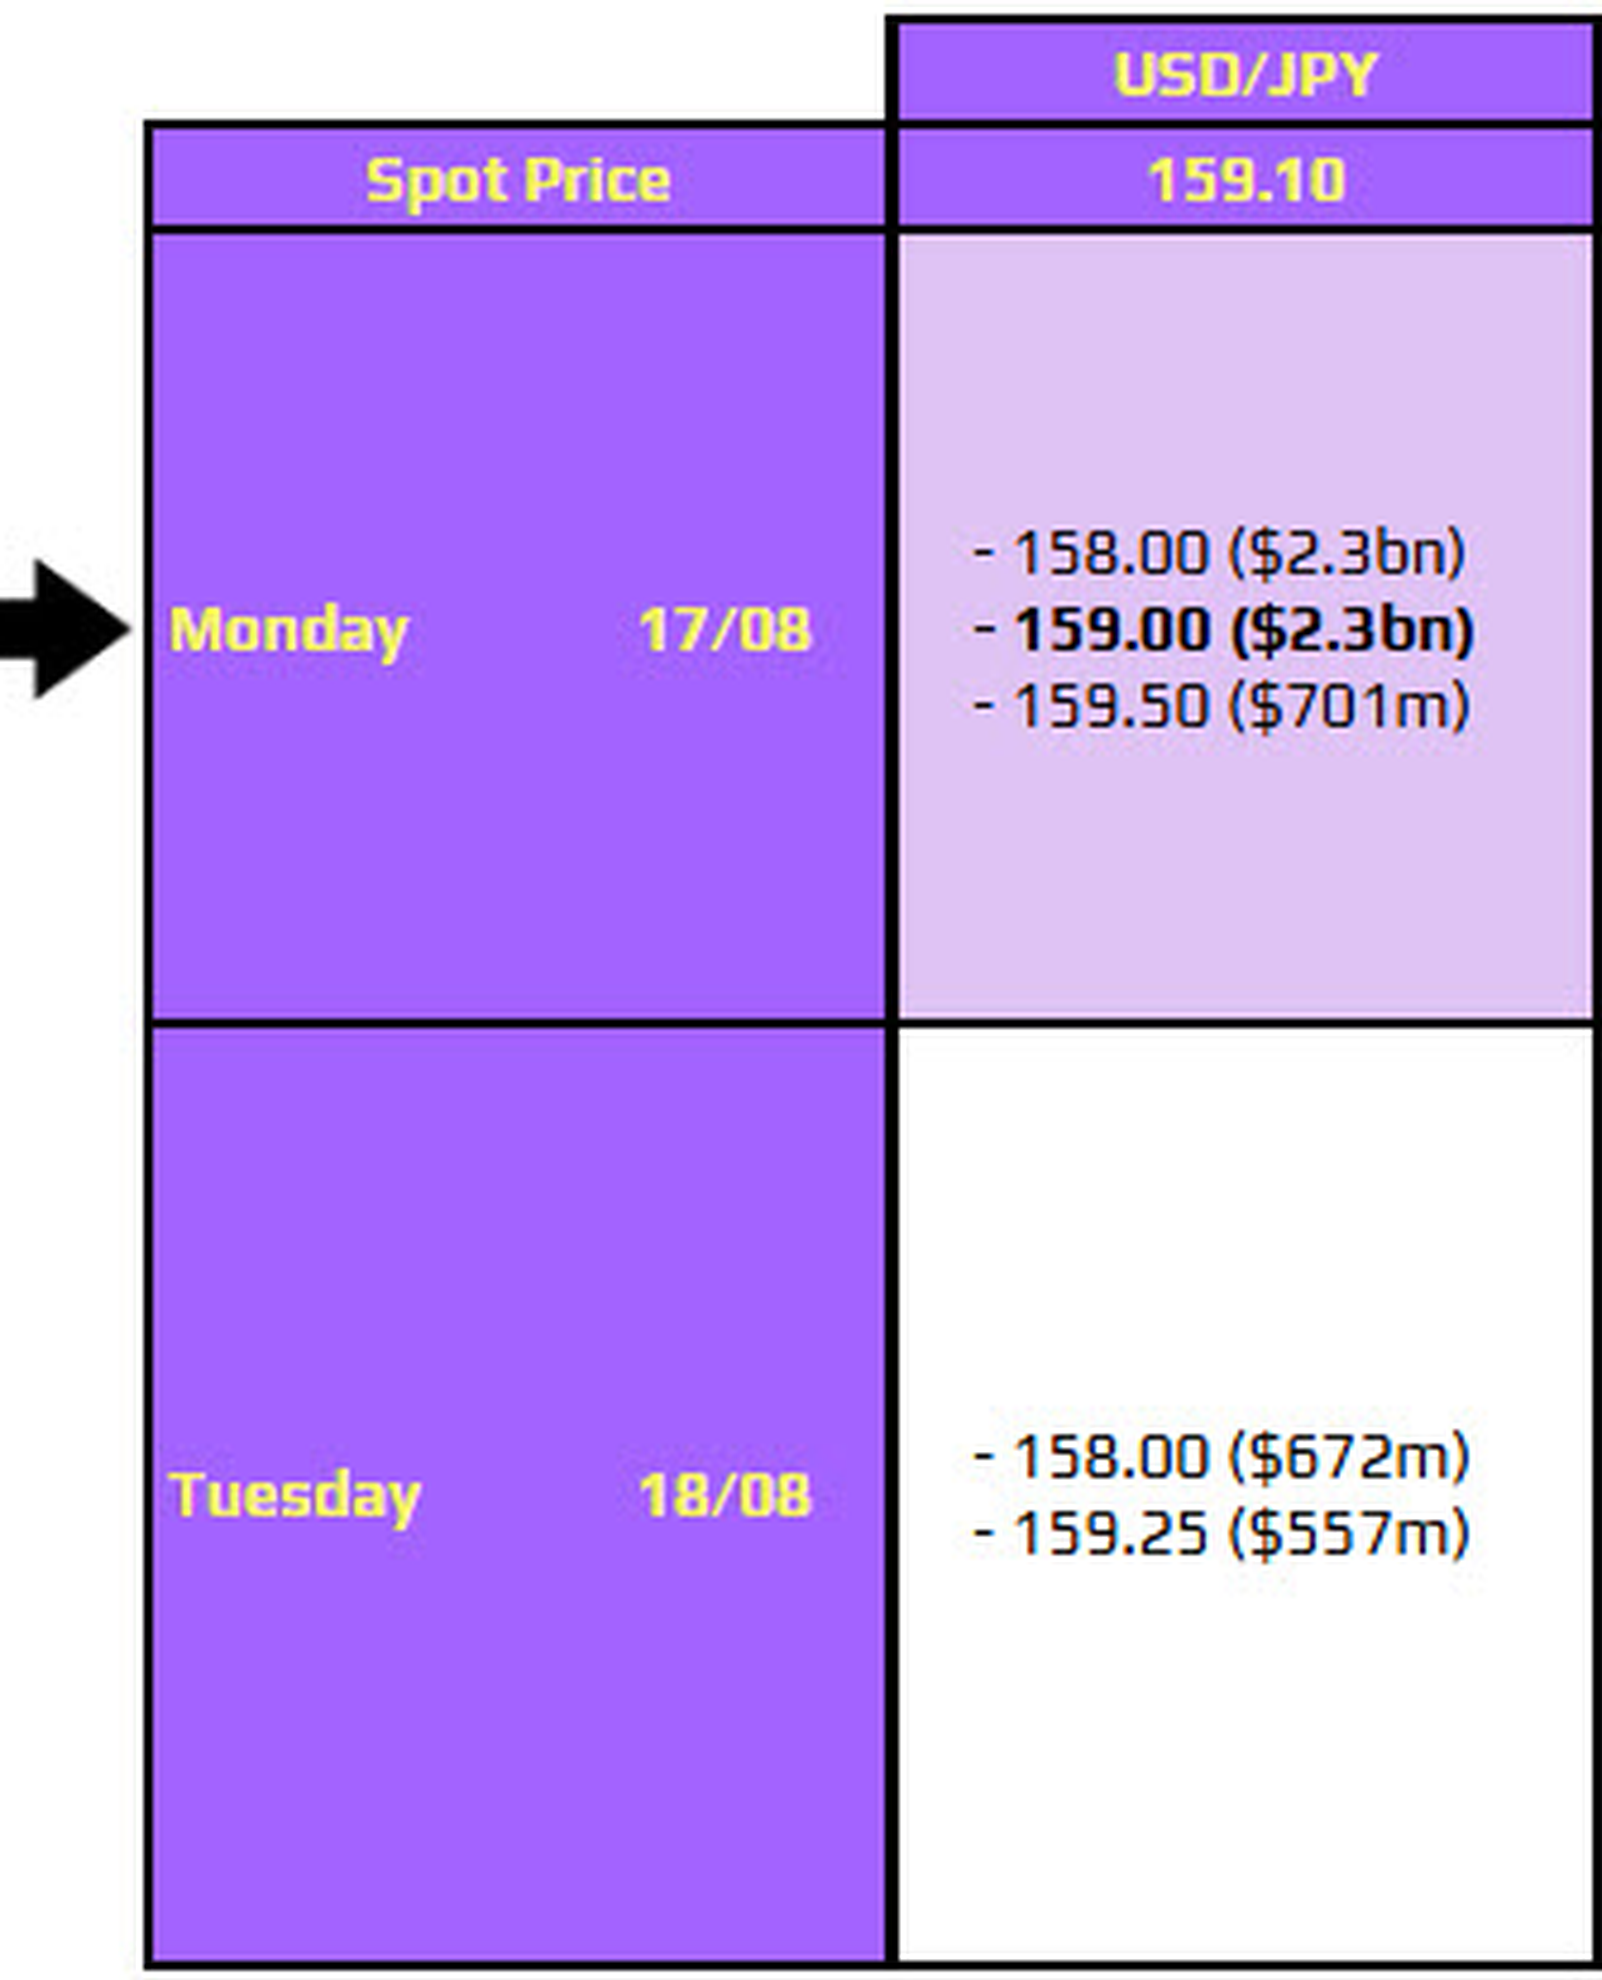 USD/JPY
Spot Price 159.10
Monday 17/08
- 158.00 ($2.3bn)
- 159.00 ($2.3bn)
- 159.50 ($701m)
Tuesday 18/08
- 158.00 ($672m)
- 159.25 ($557m)